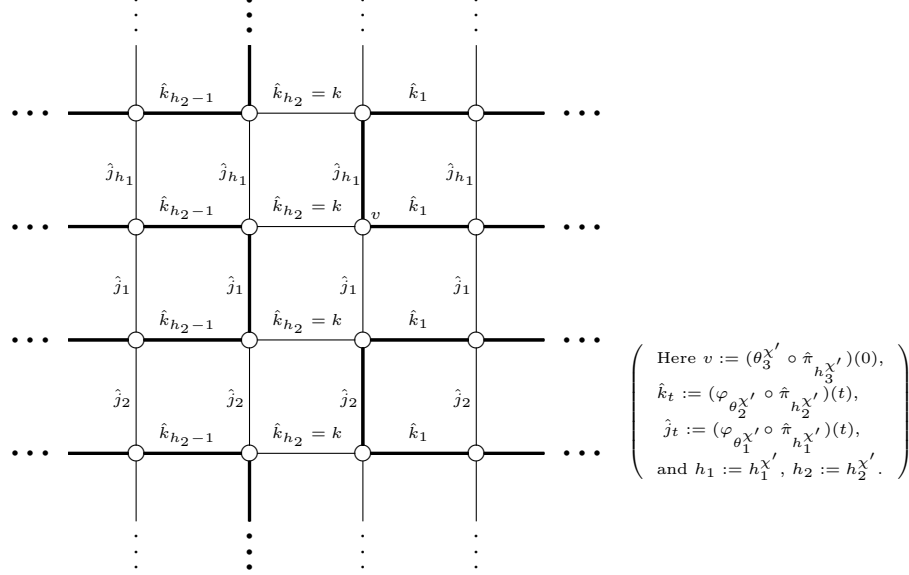 k̂_{h_2−1} k̂_{h_2} = k k̂_1
ĵ_{h_1} ĵ_{h_1} ĵ_{h_1} ĵ_{h_1}
k̂_{h_2−1} k̂_{h_2} = k v k̂_1
ĵ_1 ĵ_1 ĵ_1 ĵ_1
k̂_{h_2−1} k̂_{h_2} = k k̂_1
ĵ_2 ĵ_2 ĵ_2 ĵ_2
k̂_{h_2−1} k̂_{h_2} = k k̂_1
Here v := (θ_3^{χ′} ∘ π̂_{h_3^{χ′}})(0),
k̂_t := (φ_{θ_2^{χ′}} ∘ π̂_{h_2^{χ′}})(t),
ĵ_t := (φ_{θ_1^{χ′}} ∘ π̂_{h_1^{χ′}})(t),
and h_1 := h_1^{χ′}, h_2 := h_2^{χ′}.